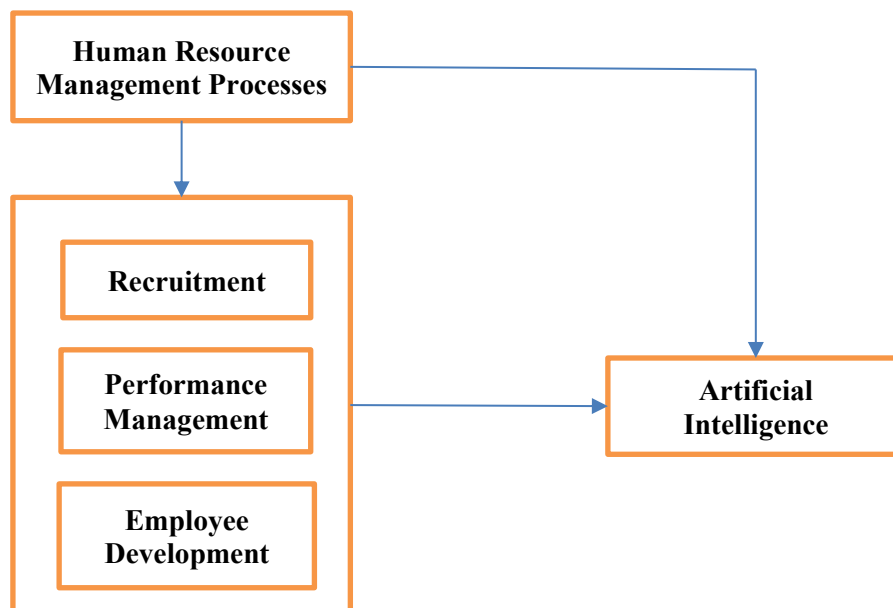 Human Resource
Management Processes
Recruitment
Performance
Management
Artificial
Intelligence
Employee
Development